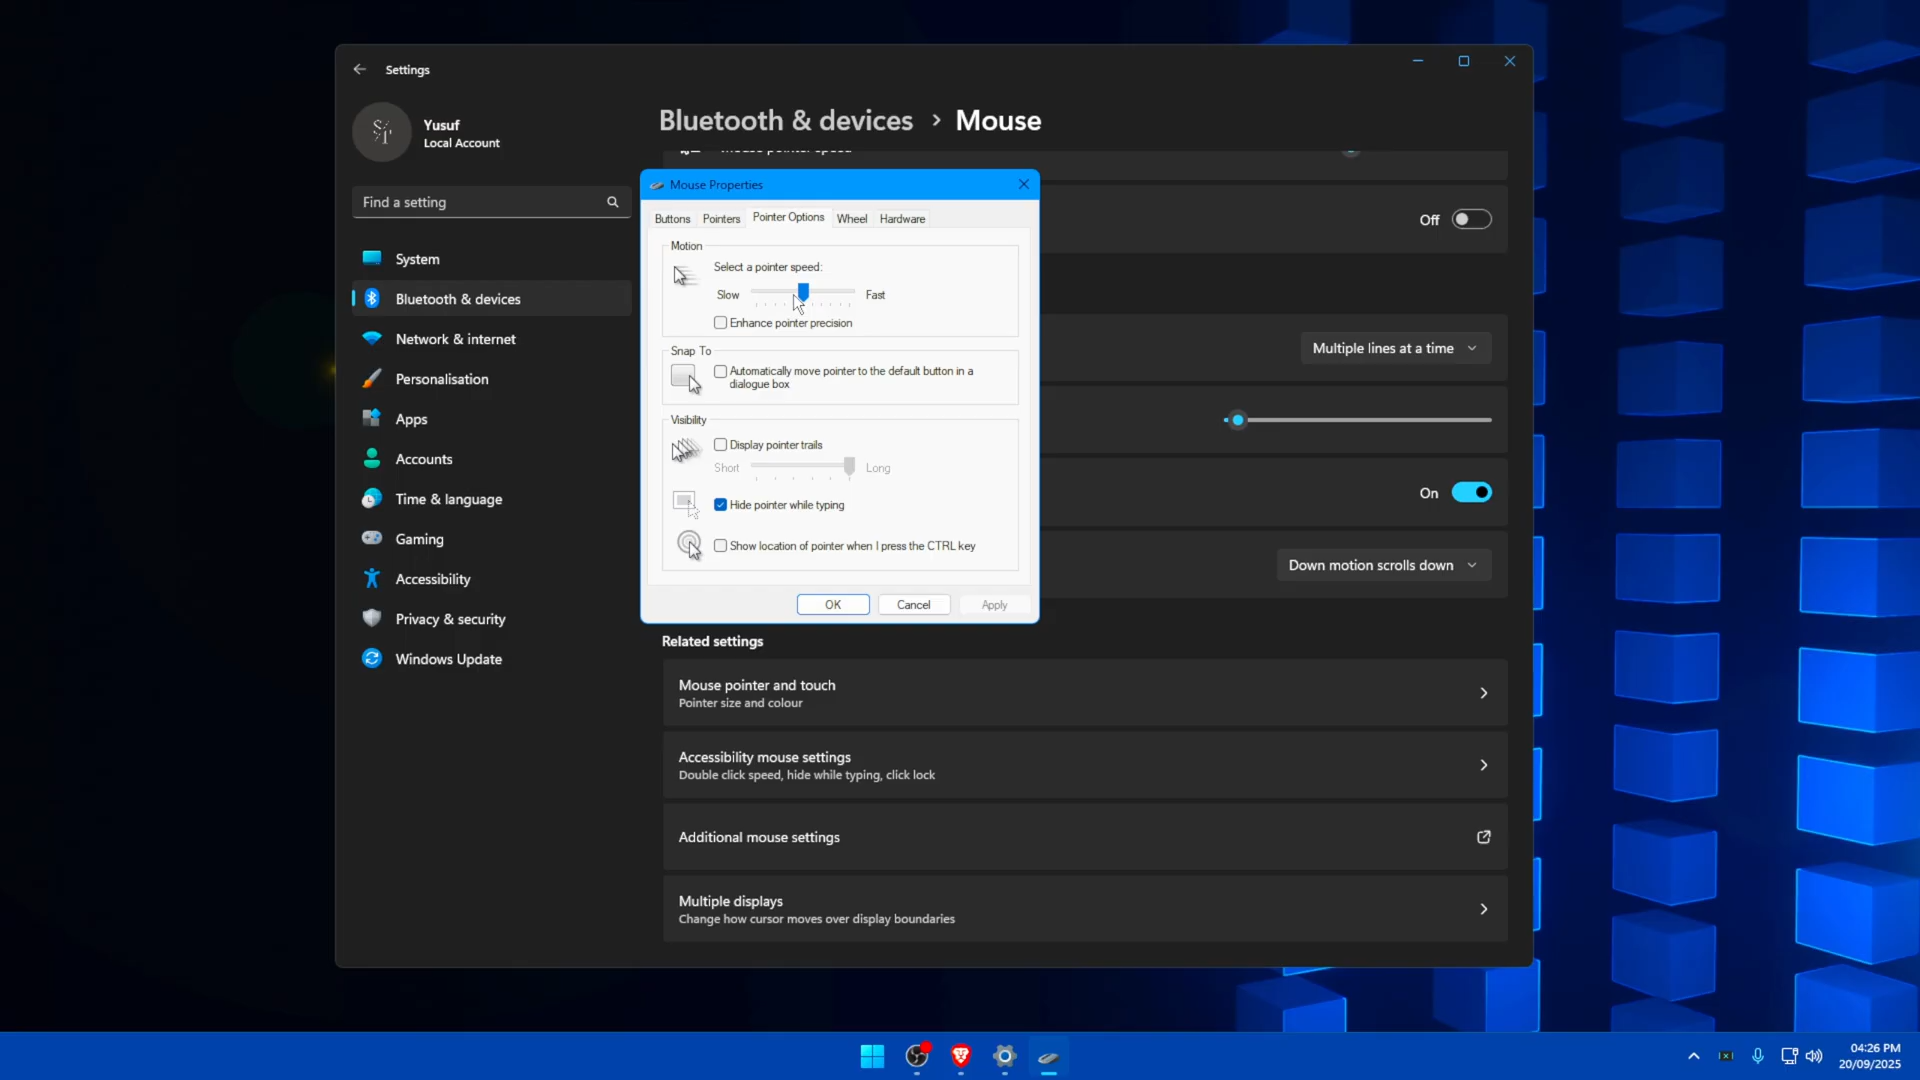 Settings
Yusuf
Local Account
Find a setting
System
Bluetooth & devices
Network & internet
Personalisation
Apps
Accounts
Time & language
Gaming
Accessibility
Privacy & security
Windows Update
Bluetooth & devices › Mouse
Mouse pointer speed
Off
Multiple lines at a time
On
Down motion scrolls down
Mouse Properties
Buttons Pointers Pointer Options Wheel Hardware
Motion
Select a pointer speed:
Slow Fast
Enhance pointer precision
Snap To
Automatically move pointer to the default button in a
dialogue box
Visibility
Display pointer trails
Short Long
Hide pointer while typing
Show location of pointer when I press the CTRL key
OK Cancel Apply
Related settings
Mouse pointer and touch
Pointer size and colour
Accessibility mouse settings
Double click speed, hide while typing, click lock
Additional mouse settings
Multiple displays
Change how cursor moves over display boundaries
04:26 PM
20/09/2025